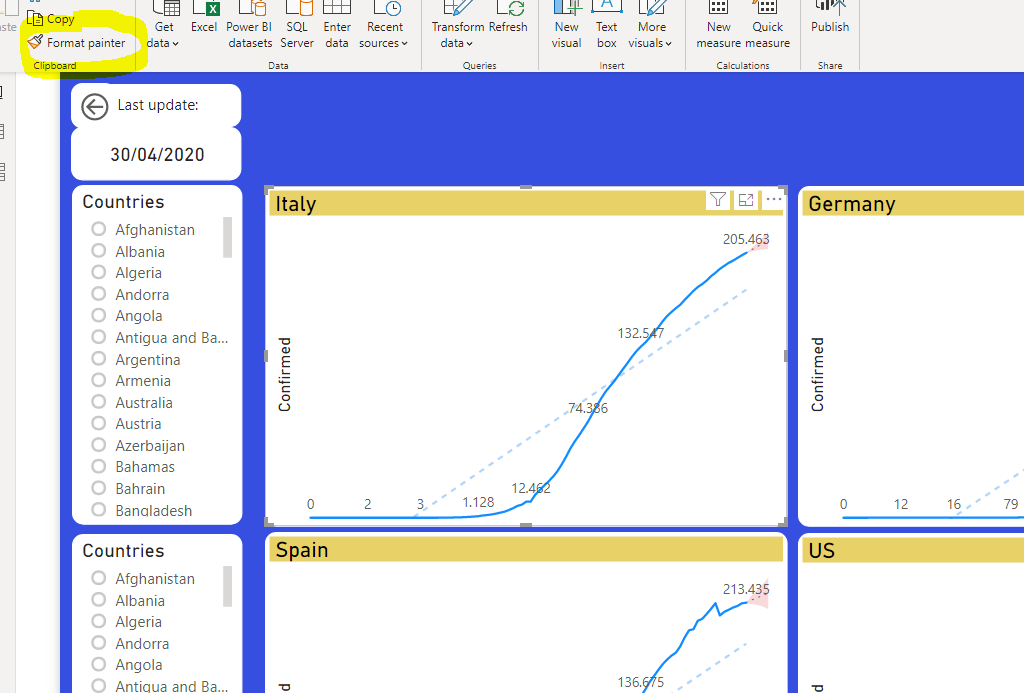 Copy
Format painter
Clipboard
Get data
Excel
Power BI datasets
SQL Server
Enter data
Recent sources
Data
Transform data
Refresh
Queries
New visual
Text box
More visuals
Insert
New measure
Quick measure
Calculations
Publish
Share
Last update:
30/04/2020
Countries
Afghanistan
Albania
Algeria
Andorra
Angola
Antigua and Ba...
Argentina
Armenia
Australia
Austria
Azerbaijan
Bahamas
Bahrain
Bangladesh
Italy
Confirmed
205.463
132.547
74.386
12.462
1.128
0
2
3
Germany
Confirmed
0
12
16
79
Countries
Afghanistan
Albania
Algeria
Andorra
Angola
Antigua and Ba...
Spain
213.435
136.675
US